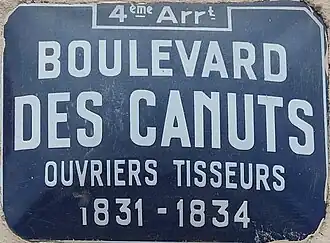 4ème Arrt
BOULEVARD
DES CANUTS
OUVRIERS TISSEURS
1831 - 1834